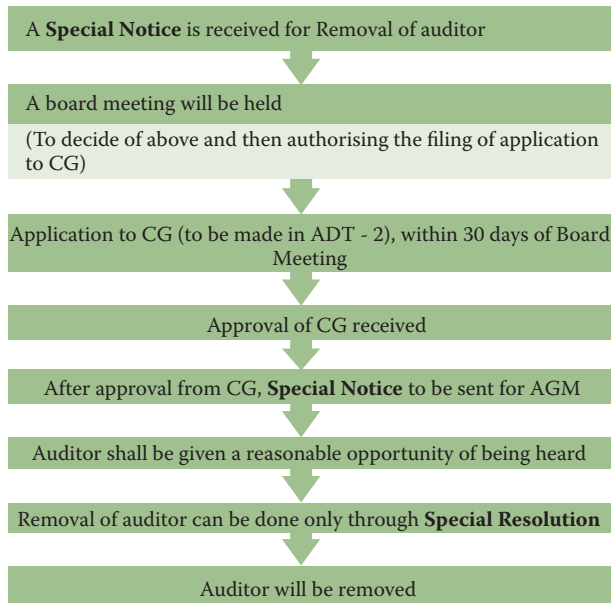 A Special Notice is received for Removal of auditor
A board meeting will be held
(To decide of above and then authorising the filing of application
to CG)
Application to CG (to be made in ADT - 2), within 30 days of Board
Meeting
Approval of CG received
After approval from CG, Special Notice to be sent for AGM
Auditor shall be given a reasonable opportunity of being heard
Removal of auditor can be done only through Special Resolution
Auditor will be removed